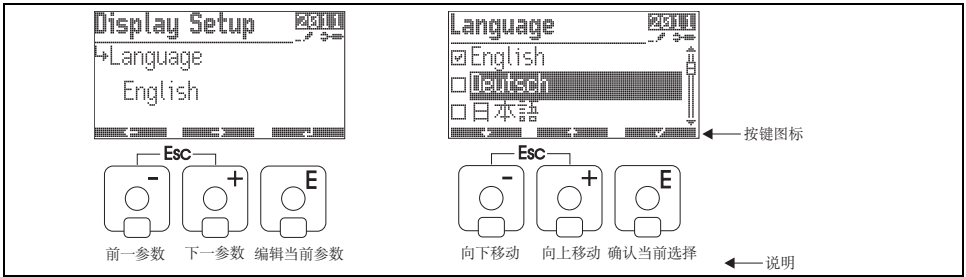 Display Setup 2011
Language
English
Esc
- + E
前一参数 下一参数 编辑当前参数
Language 2011
English
Deutsch
日本語
按键图标
Esc
- + E
向下移动 向上移动 确认当前选择
说明